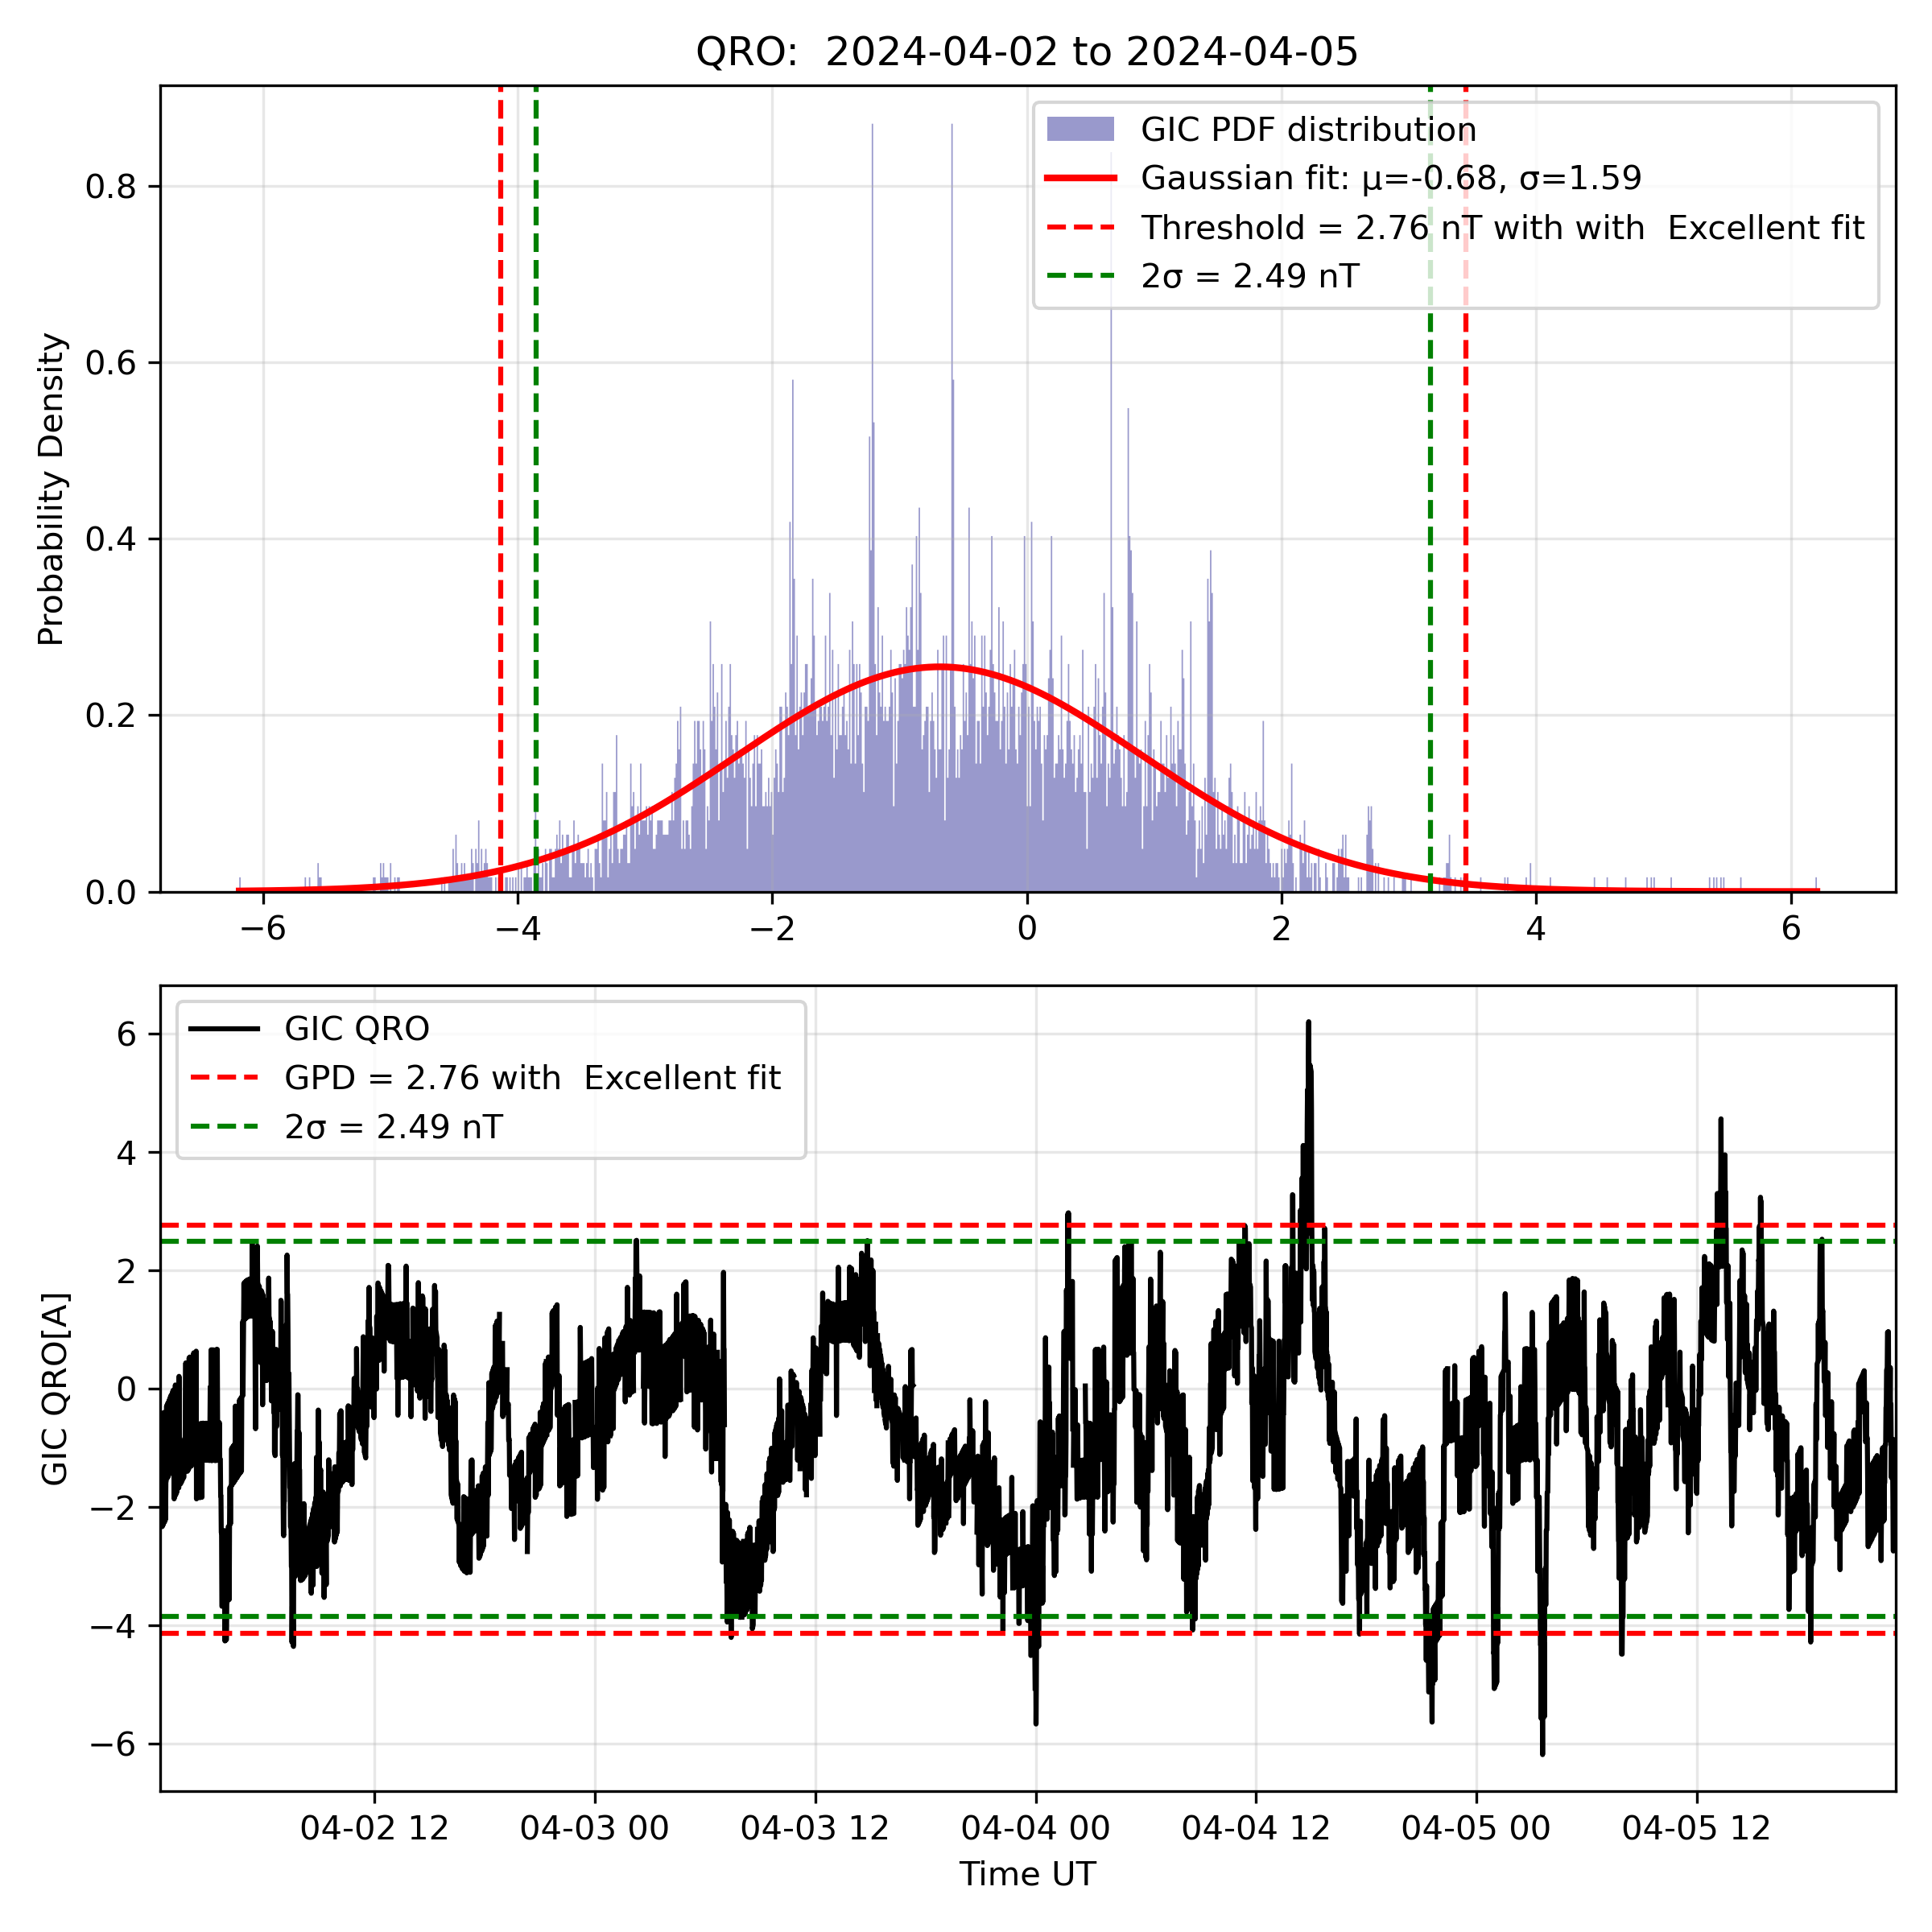 QRO:  2024-04-02 to 2024-04-05
Probability Density
0.8
0.6
0.4
0.2
0.0
GIC PDF distribution
Gaussian fit: μ=-0.68, σ=1.59
Threshold = 2.76 nT with with  Excellent fit
2σ = 2.49 nT
−6 −4 −2 0 2 4 6
GIC QRO[A]
6
4
2
0
−2
−4
−6
GIC QRO
GPD = 2.76 with  Excellent fit
2σ = 2.49 nT
04-02 12 04-03 00 04-03 12 04-04 00 04-04 12 04-05 00 04-05 12
Time UT